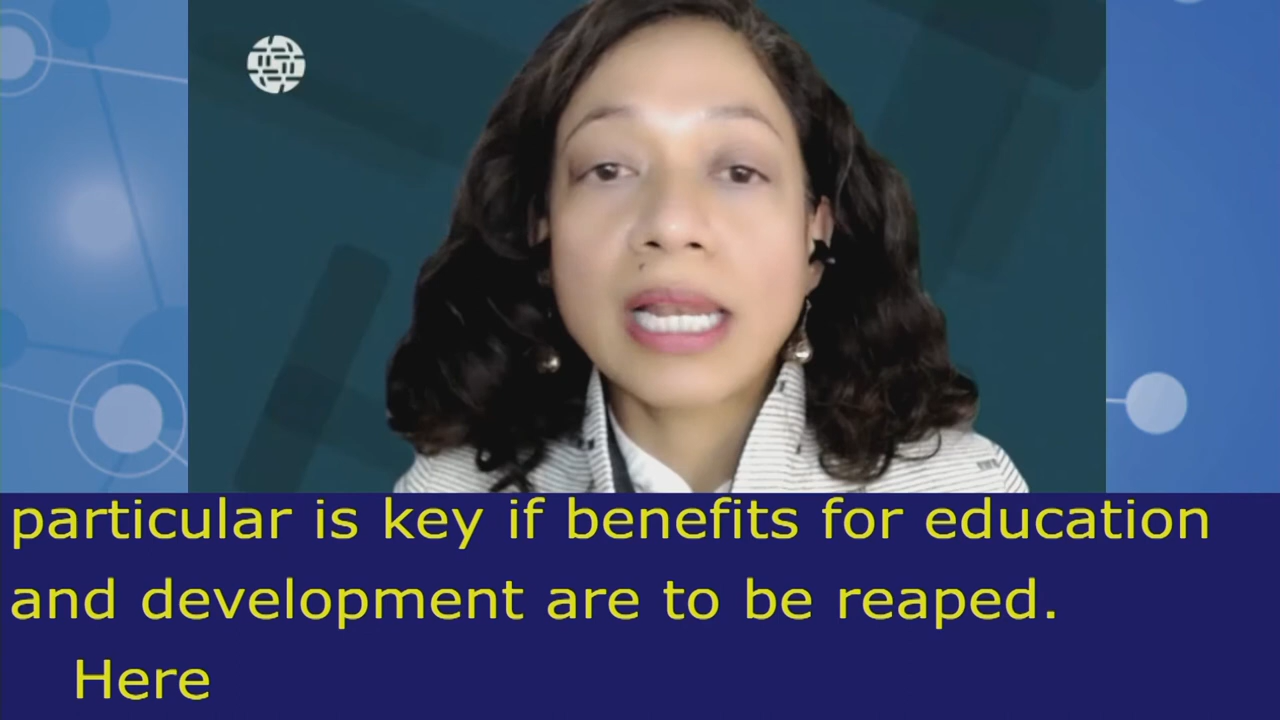 particular is key if benefits for education
and development are to be reaped.
Here